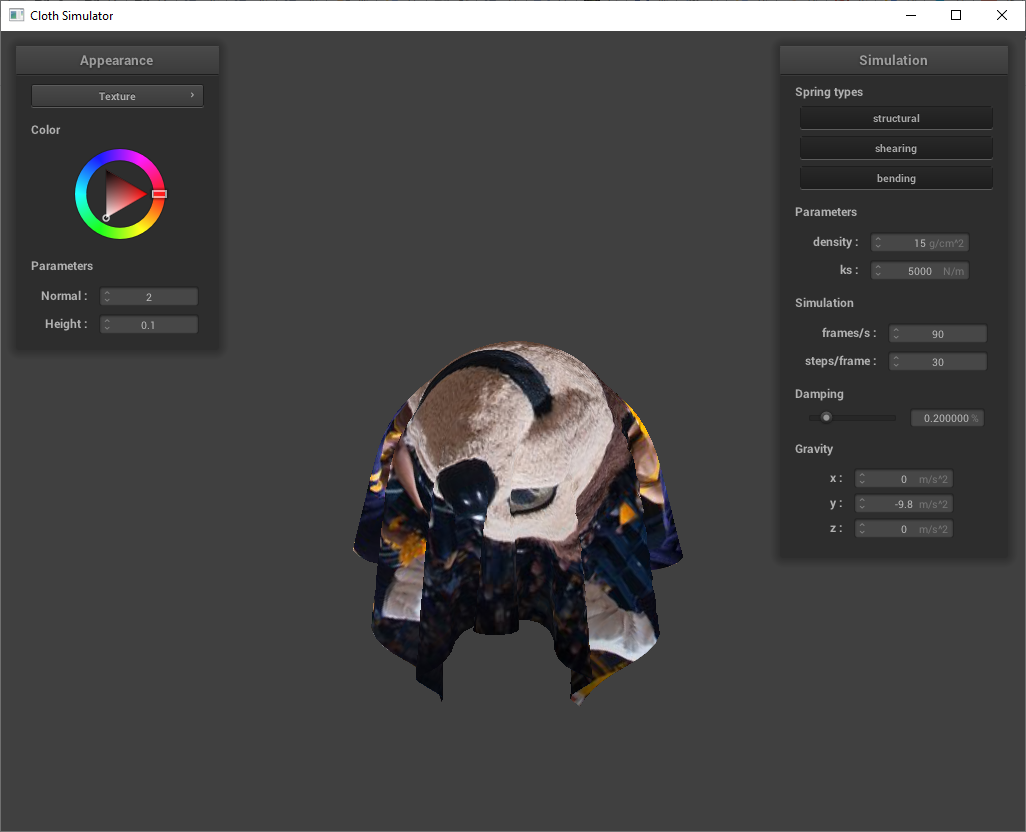 Cloth Simulator
Appearance
Texture
Color
Parameters
Normal : 2
Height : 0.1
Simulation
Spring types
structural
shearing
bending
Parameters
density : 15 g/cm^2
ks : 5000 N/m
Simulation
frames/s : 90
steps/frame : 30
Damping
0.200000 %
Gravity
x : 0 m/s^2
y : -9.8 m/s^2
z : 0 m/s^2